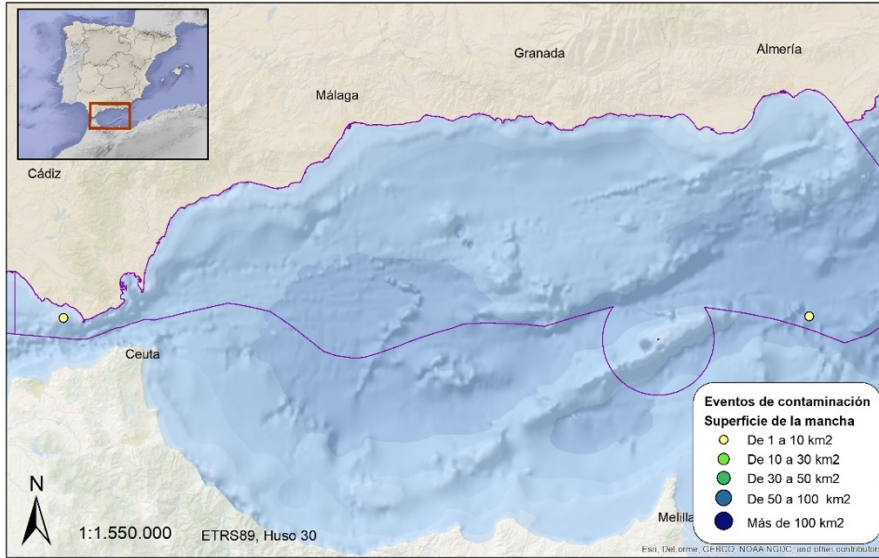 Granada
Almería
Málaga
Cádiz
Ceuta
Melilla
Eventos de contaminación
Superficie de la mancha
De 1 a 10 km2
De 10 a 30 km2
De 30 a 50 km2
De 50 a 100 km2
Más de 100 km2
N
1:1.550.000
ETRS89, Huso 30
Esri, DeLorme, GEBCO, NOAA NGDC, and other contributors